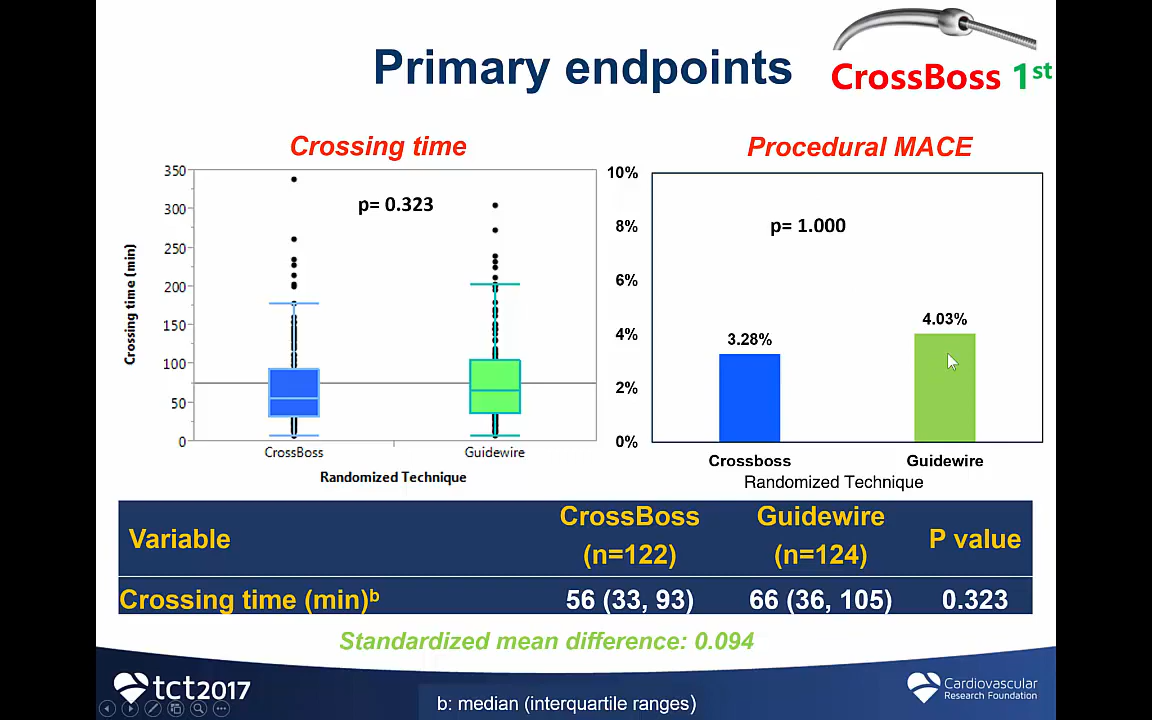 Primary endpoints
CrossBoss 1st
Crossing time
Procedural MACE
350
300
250
200
150
100
50
0
Crossing time (min)
p= 0.323
CrossBoss
Guidewire
Randomized Technique
10%
8%
6%
4%
2%
0%
p= 1.000
3.28%
4.03%
Crossboss
Guidewire
Randomized Technique
Variable
CrossBoss
(n=122)
Guidewire
(n=124)
P value
Crossing time (min)b
56 (33, 93)
66 (36, 105)
0.323
Standardized mean difference: 0.094
tct2017
b: median (interquartile ranges)
Cardiovascular
Research Foundation